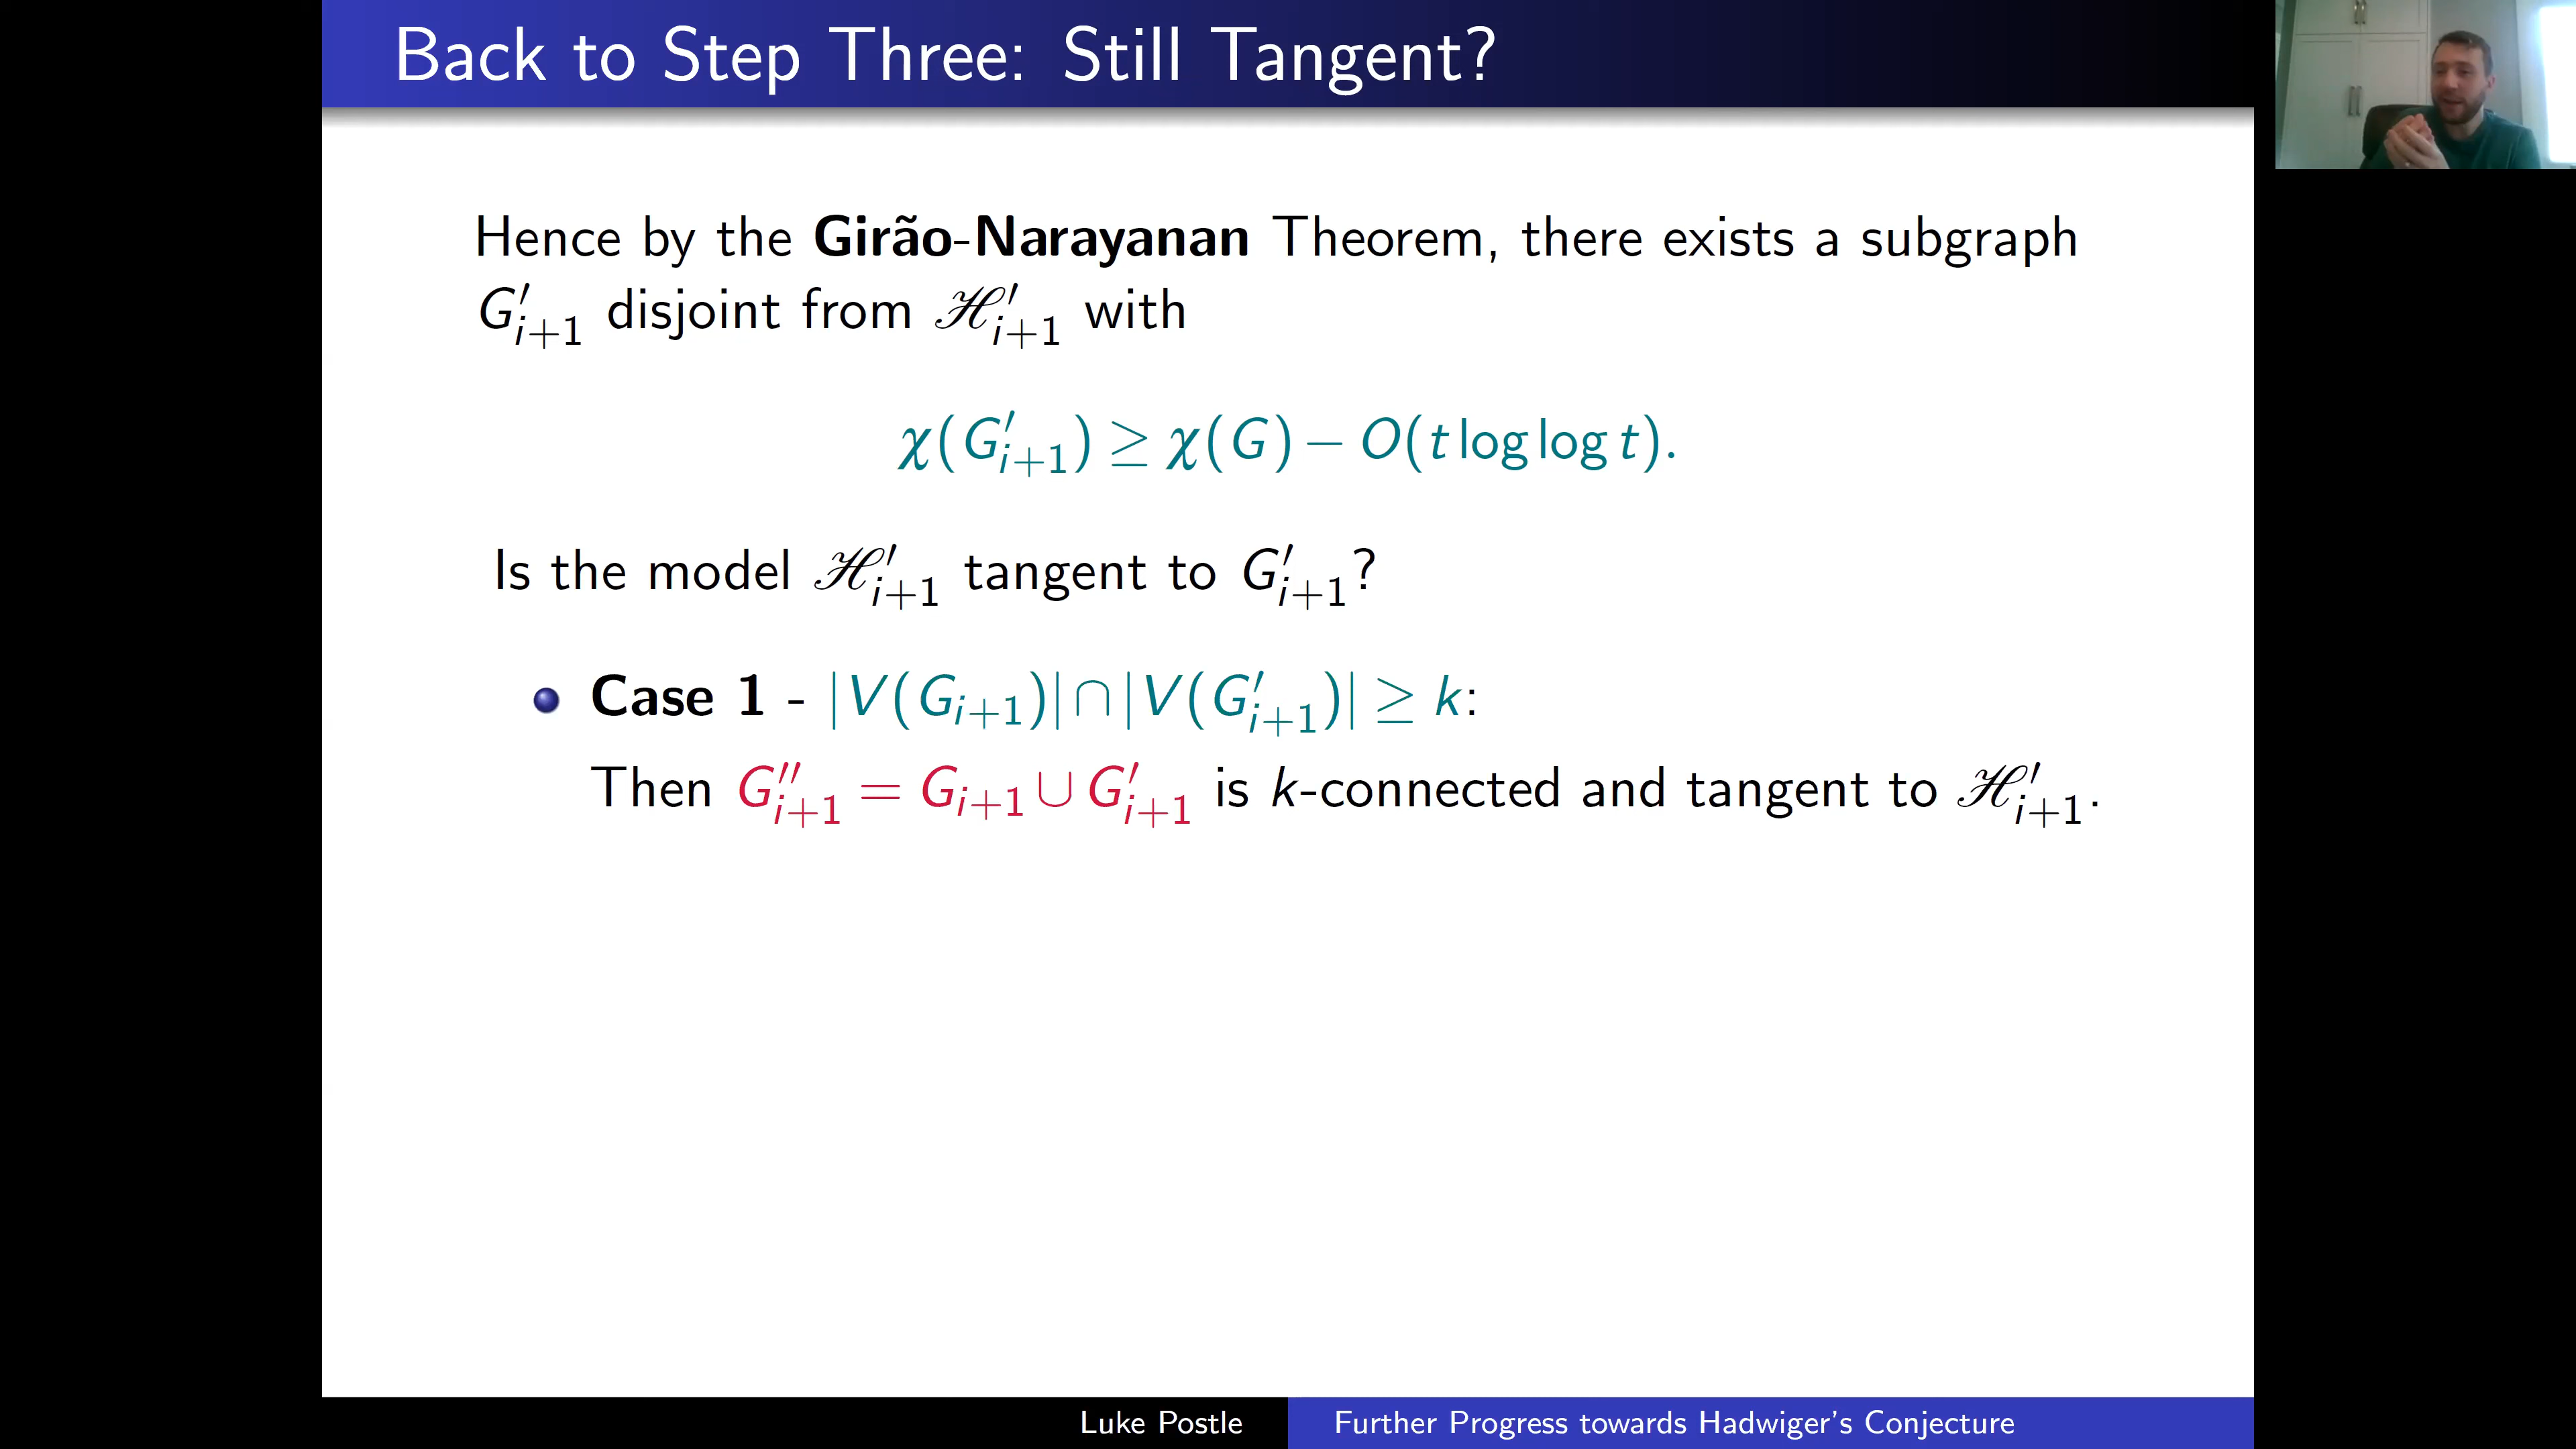 Back to Step Three: Still Tangent?
Hence by the Girão-Narayanan Theorem, there exists a subgraph
G′ᵢ₊₁ disjoint from ℋ′ᵢ₊₁ with
χ(G′ᵢ₊₁) ≥ χ(G) − O(t log log t).
Is the model ℋ′ᵢ₊₁ tangent to G′ᵢ₊₁?
Case 1 - |V(Gᵢ₊₁)| ∩ |V(G′ᵢ₊₁)| ≥ k:
Then G″ᵢ₊₁ = Gᵢ₊₁ ∪ G′ᵢ₊₁ is k-connected and tangent to ℋ′ᵢ₊₁.
Luke Postle
Further Progress towards Hadwiger's Conjecture